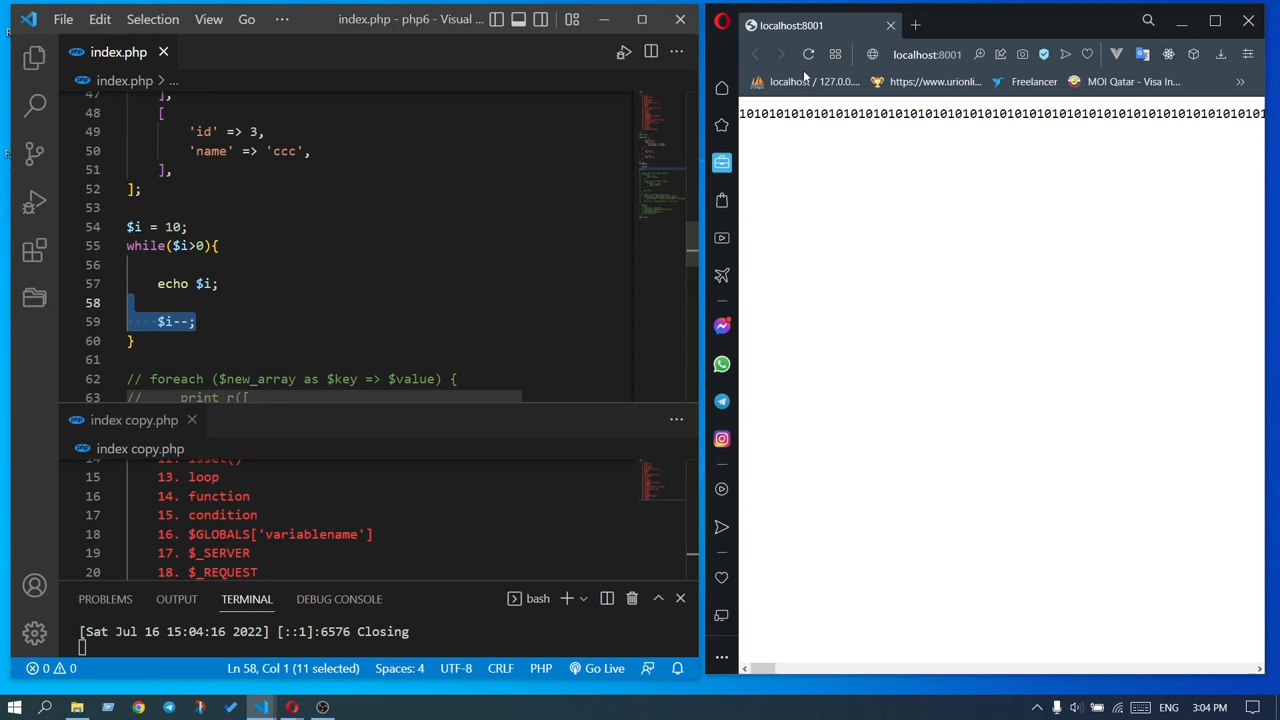 File Edit Selection View Go ··· index.php - php6 - Visual ...
index.php
index.php > ...
47 ],
48 [
49 'id' => 3,
50 'name' => 'ccc',
51 ],
52 ];
53
54 $i = 10;
55 while($i>0){
56
57 echo $i;
58
59 $i--;
60 }
61
62 // foreach ($new_array as $key => $value) {
63 // print_r([
index copy.php
index copy.php
14 12. isset()
15 13. loop
16 14. function
17 15. condition
18 16. $GLOBALS['variablename']
19 17. $_SERVER
20 18. $_REQUEST
PROBLEMS OUTPUT TERMINAL DEBUG CONSOLE bash
[Sat Jul 16 15:04:16 2022] [::1]:6576 Closing
0 0 Ln 58, Col 1 (11 selected) Spaces: 4 UTF-8 CRLF PHP Go Live
localhost:8001
localhost:8001
localhost / 127.0.0.... https://www.urionli... Freelancer MOI Qatar - Visa In... »
10101010101010101010101010101010101010101010101010101010101010101010101
ENG 3:04 PM